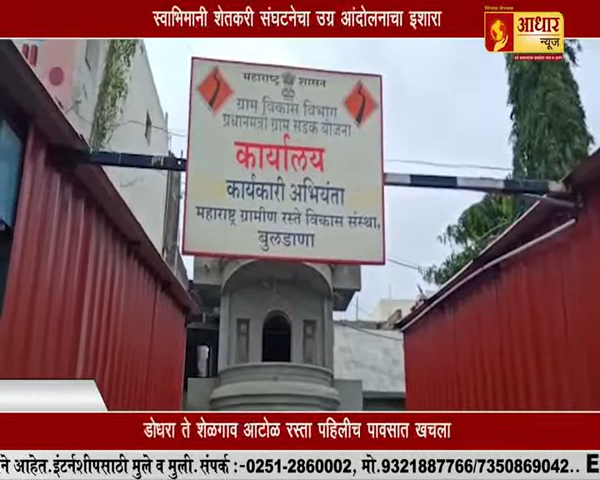 स्वाभिमानी शेतकरी संघटनेचा उग्र आंदोलनाचा इशारा
आधार
न्यूज
महाराष्ट्र शासन
ग्राम विकास विभाग
प्रधानमंत्री ग्राम सडक योजना
कार्यालय
कार्यकारी अभियंता
महाराष्ट्र ग्रामीण रस्ते विकास संस्था,
बुलडाणा
डोधरा ते शेळगाव आटोळ रस्ता पहिलीच पावसात खचला
ने आहेत.इंटर्नशीपसाठी मुले व मुली. संपर्क :-0251-2860002, मो.9321887766/7350869042.. E